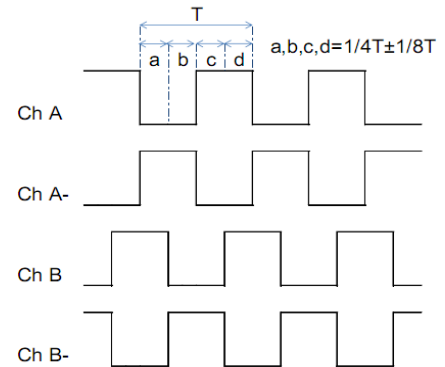 T
a b c d
a,b,c,d=1/4T±1/8T
Ch A
Ch A-
Ch B
Ch B-